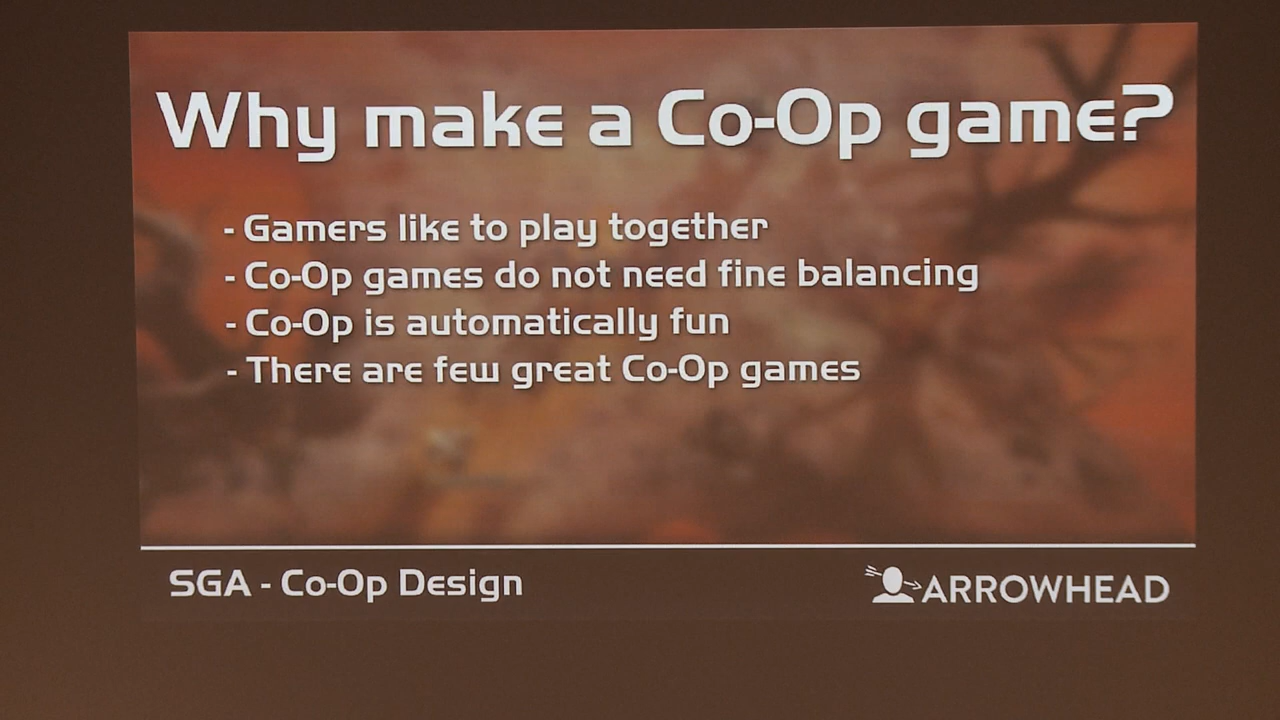 Why make a Co-Op game?
- Gamers like to play together
- Co-Op games do not need fine balancing
- Co-Op is automatically fun
- There are few great Co-Op games
SGA - Co-Op Design
ARROWHEAD